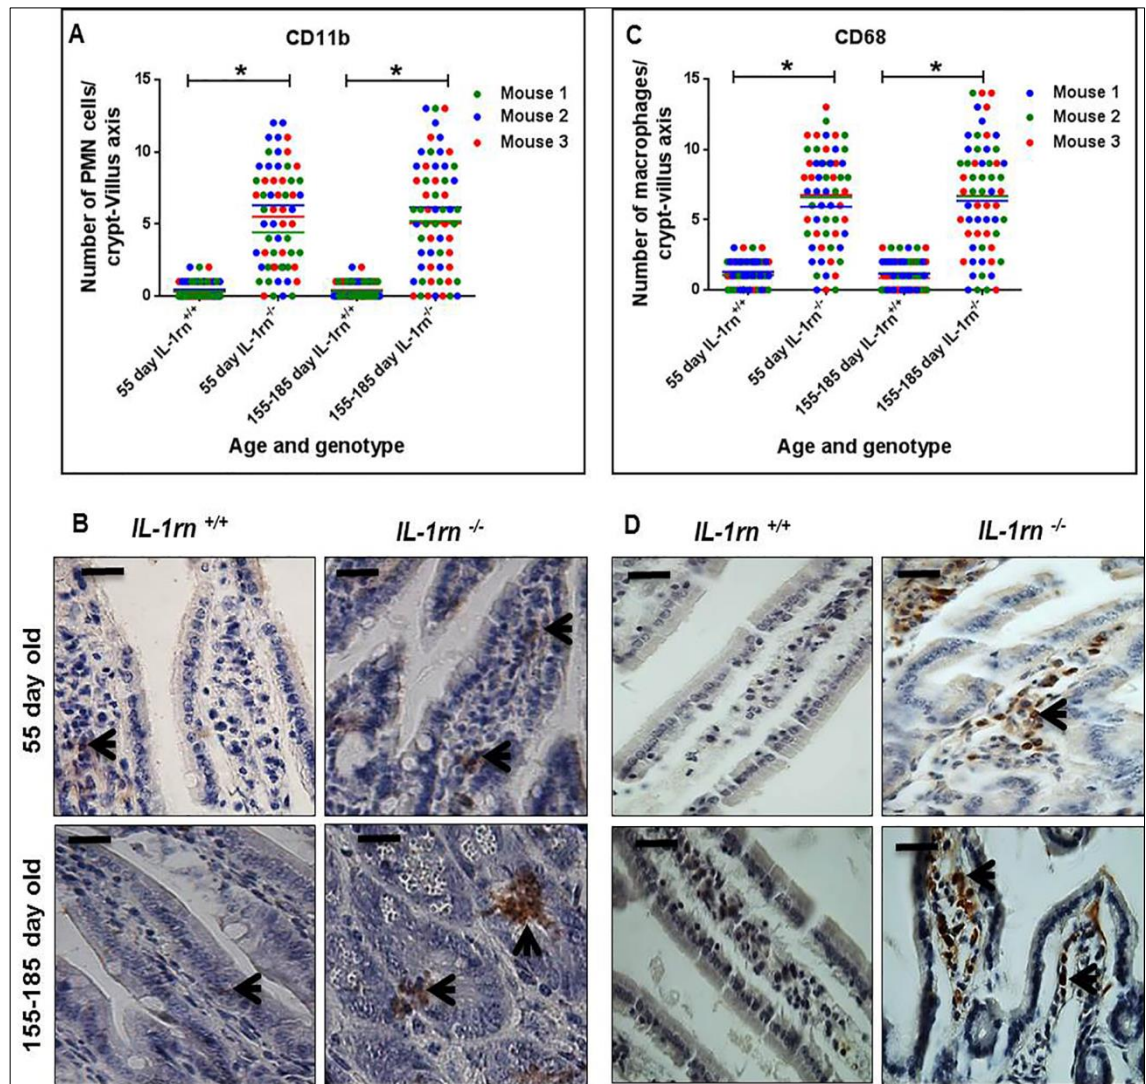 A
CD11b
Number of PMN cells/
crypt-Villus axis
15
10
5
0
*
*
Mouse 1
Mouse 2
Mouse 3
55 day IL-1rn+/+
55 day IL-1rn-/-
155-185 day IL-1rn+/+
155-185 day IL-1rn-/-
Age and genotype
C
CD68
Number of macrophages/
crypt-villus axis
15
10
5
0
*
*
Mouse 1
Mouse 2
Mouse 3
55 day IL-1rn+/+
55 day IL-1rn-/-
155-185 day IL-1rn+/+
155-185 day IL-1rn-/-
Age and genotype
B
IL-1rn +/+
IL-1rn -/-
55 day old
155-185 day old
D
IL-1rn +/+
IL-1rn -/-